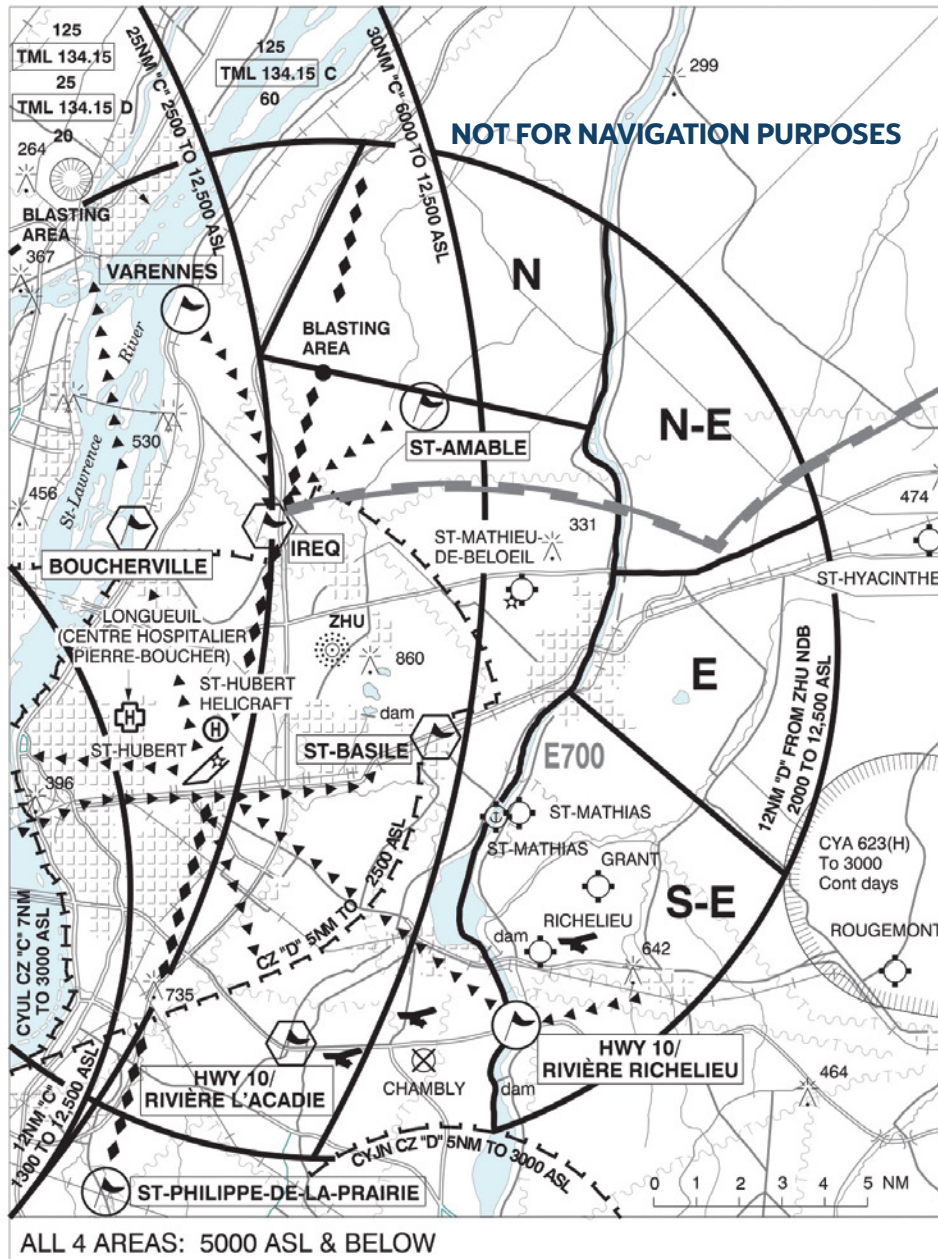 125
TML 134.15
25
TML 134.15 D
20
25NM "C" 2500 TO 12,500 ASL
125
TML 134.15 C
60
30NM "C" 6000 TO 12,500 ASL
299
NOT FOR NAVIGATION PURPOSES
264
BLASTING
AREA
367
VARENNES
N
BLASTING
AREA
River
St-Lawrence
530
ST-AMABLE
N-E
456
BOUCHERVILLE
IREQ
ST-MATHIEU-
DE-BELOEIL
331
474
ST-HYACINTHE
LONGUEUIL
(CENTRE HOSPITALIER
PIERRE-BOUCHER)
ZHU
860
ST-HUBERT
HELICRAFT
H
H
dam
E
ST-HUBERT
ST-BASILE
E700
12NM "D" FROM ZHU NDB
2000 TO 12,500 ASL
396
ST-MATHIAS
ST-MATHIAS
CYA 623(H)
To 3000
Cont days
GRANT
S-E
RICHELIEU
dam
642
ROUGEMONT
CZ "D" 5NM TO 2500 ASL
CYUL CZ "C" 7NM
TO 3000 ASL
735
HWY 10/
RIVIÈRE L'ACADIE
CHAMBLY
HWY 10/
RIVIÈRE RICHELIEU
dam
464
12NM "C"
1300 TO 12,500 ASL
CYJN CZ "D" 5NM TO 3000 ASL
ST-PHILIPPE-DE-LA-PRAIRIE
0 1 2 3 4 5 NM
ALL 4 AREAS: 5000 ASL & BELOW